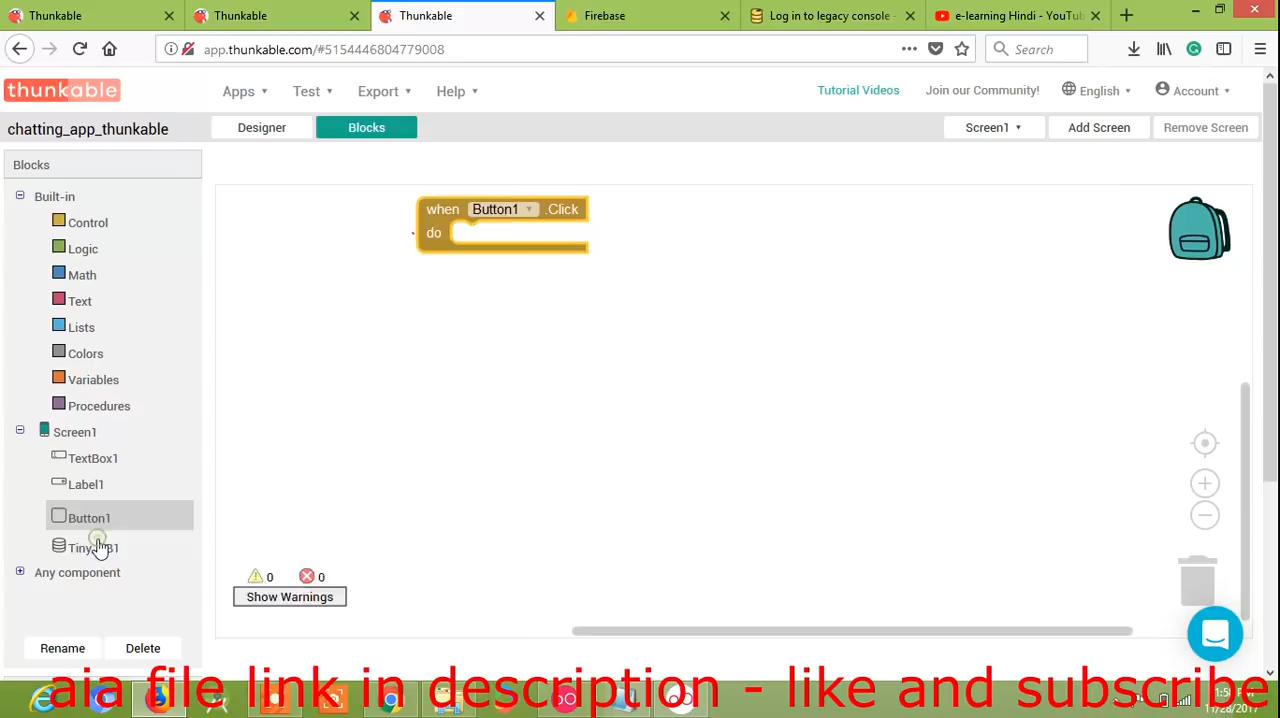 Thunkable
Thunkable
Thunkable
Firebase
Log in to legacy console -
e-learning Hindi - YouTu
app.thunkable.com/#5154446804779008
Search
thunkable
Apps
Test
Export
Help
Tutorial Videos
Join our Community!
English
Account
chatting_app_thunkable
Designer
Blocks
Screen1
Add Screen
Remove Screen
Blocks
Built-in
Control
Logic
Math
Text
Lists
Colors
Variables
Procedures
Screen1
TextBox1
Label1
Button1
Any component
Rename
Delete
when Button1 .Click
do
0 0
Show Warnings
aia file link in description - like and subscribe
11/28/2017